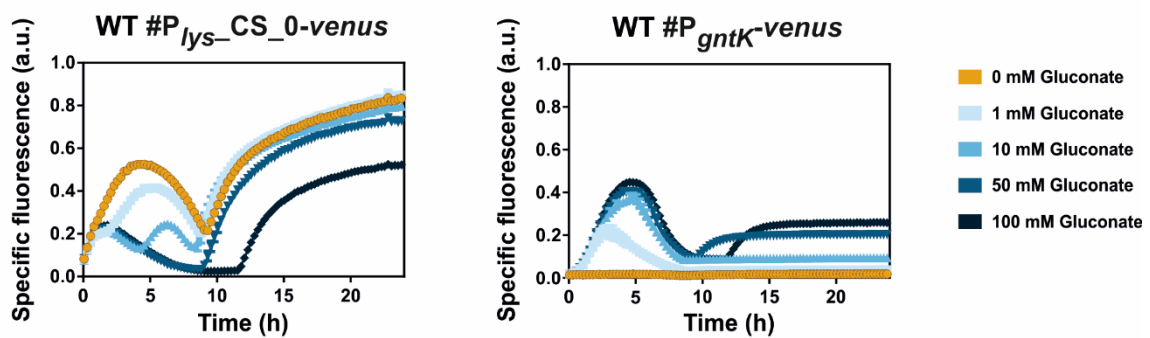 WT #Plys_CS_0-venus
Specific fluorescence (a.u.)
1.0
0.8
0.6
0.4
0.2
0.0
0
5
10
15
20
Time (h)
WT #PgntK-venus
Specific fluorescence (a.u.)
1.0
0.8
0.6
0.4
0.2
0.0
0
5
10
15
20
Time (h)
0 mM Gluconate
1 mM Gluconate
10 mM Gluconate
50 mM Gluconate
100 mM Gluconate